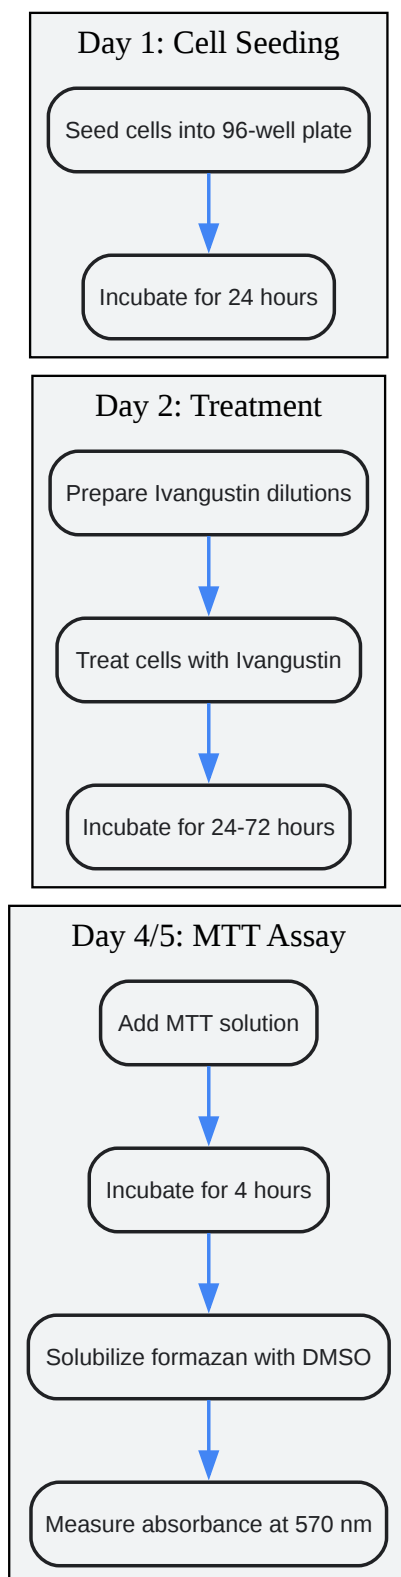 Day 1: Cell Seeding
Seed cells into 96-well plate
Incubate for 24 hours
Day 2: Treatment
Prepare Ivangustin dilutions
Treat cells with Ivangustin
Incubate for 24-72 hours
Day 4/5: MTT Assay
Add MTT solution
Incubate for 4 hours
Solubilize formazan with DMSO
Measure absorbance at 570 nm